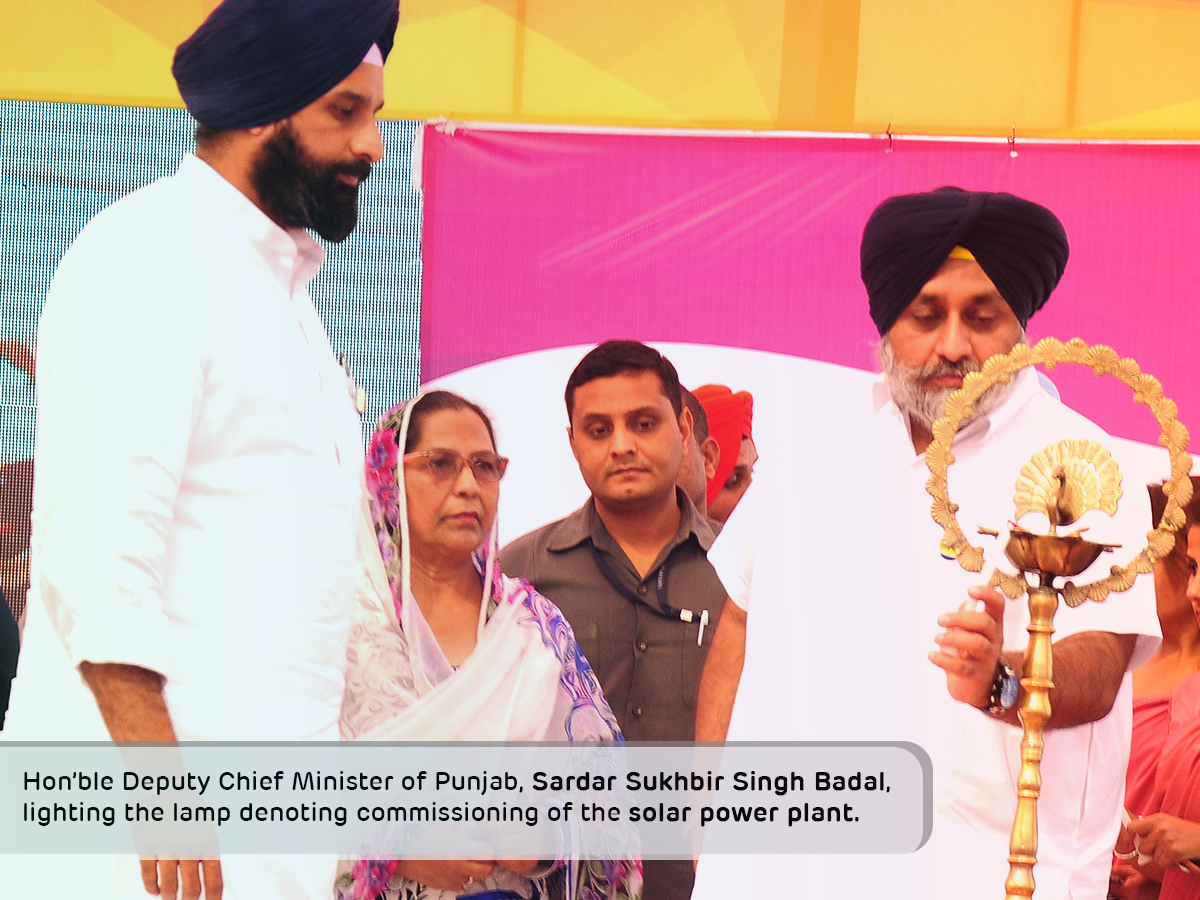 Hon'ble Deputy Chief Minister of Punjab, Sardar Sukhbir Singh Badal,
lighting the lamp denoting commissioning of the solar power plant.